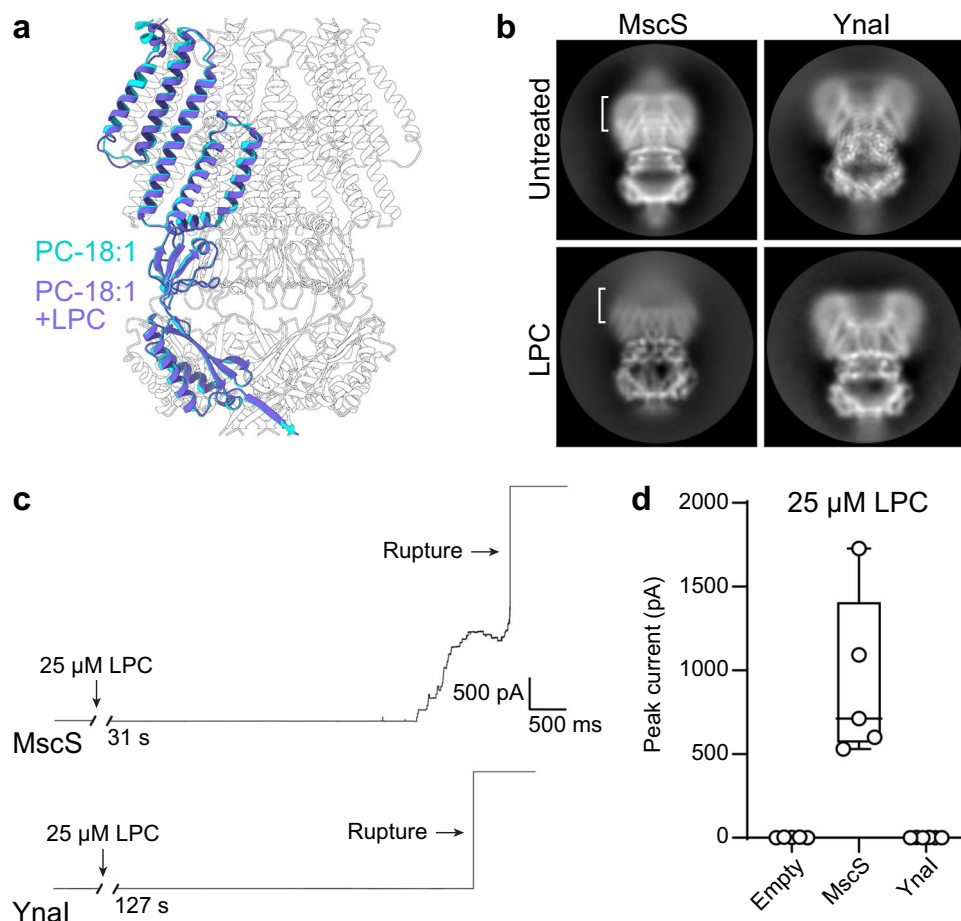 a
PC-18:1
PC-18:1
+LPC
b
MscS
YnaI
Untreated
LPC
c
Rupture
25 µM LPC
500 pA
500 ms
MscS
31 s
25 µM LPC
Rupture
YnaI
127 s
d
25 µM LPC
Peak current (pA)
2000
1500
1000
500
0
Empty
MscS
YnaI